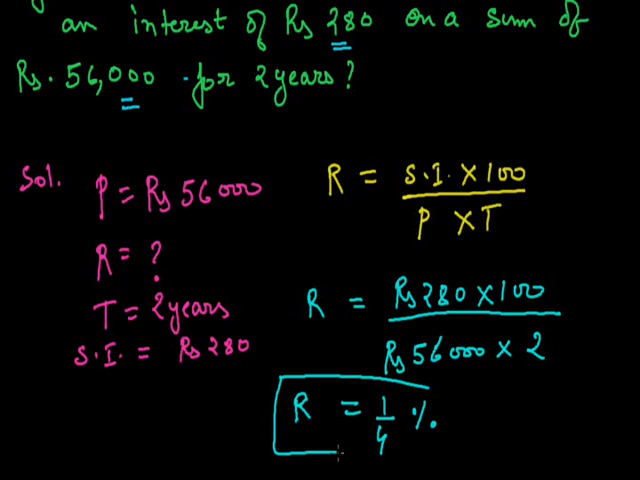 an interest of Rs 280 on a sum of
Rs. 56,000 for 2 years?
Sol.
P = Rs 56000
R = ?
T = 2 years
S.I. = Rs 280
R = S.I. × 100
P × T
R = Rs 280 × 100
Rs 56000 × 2
R = 1/4 %